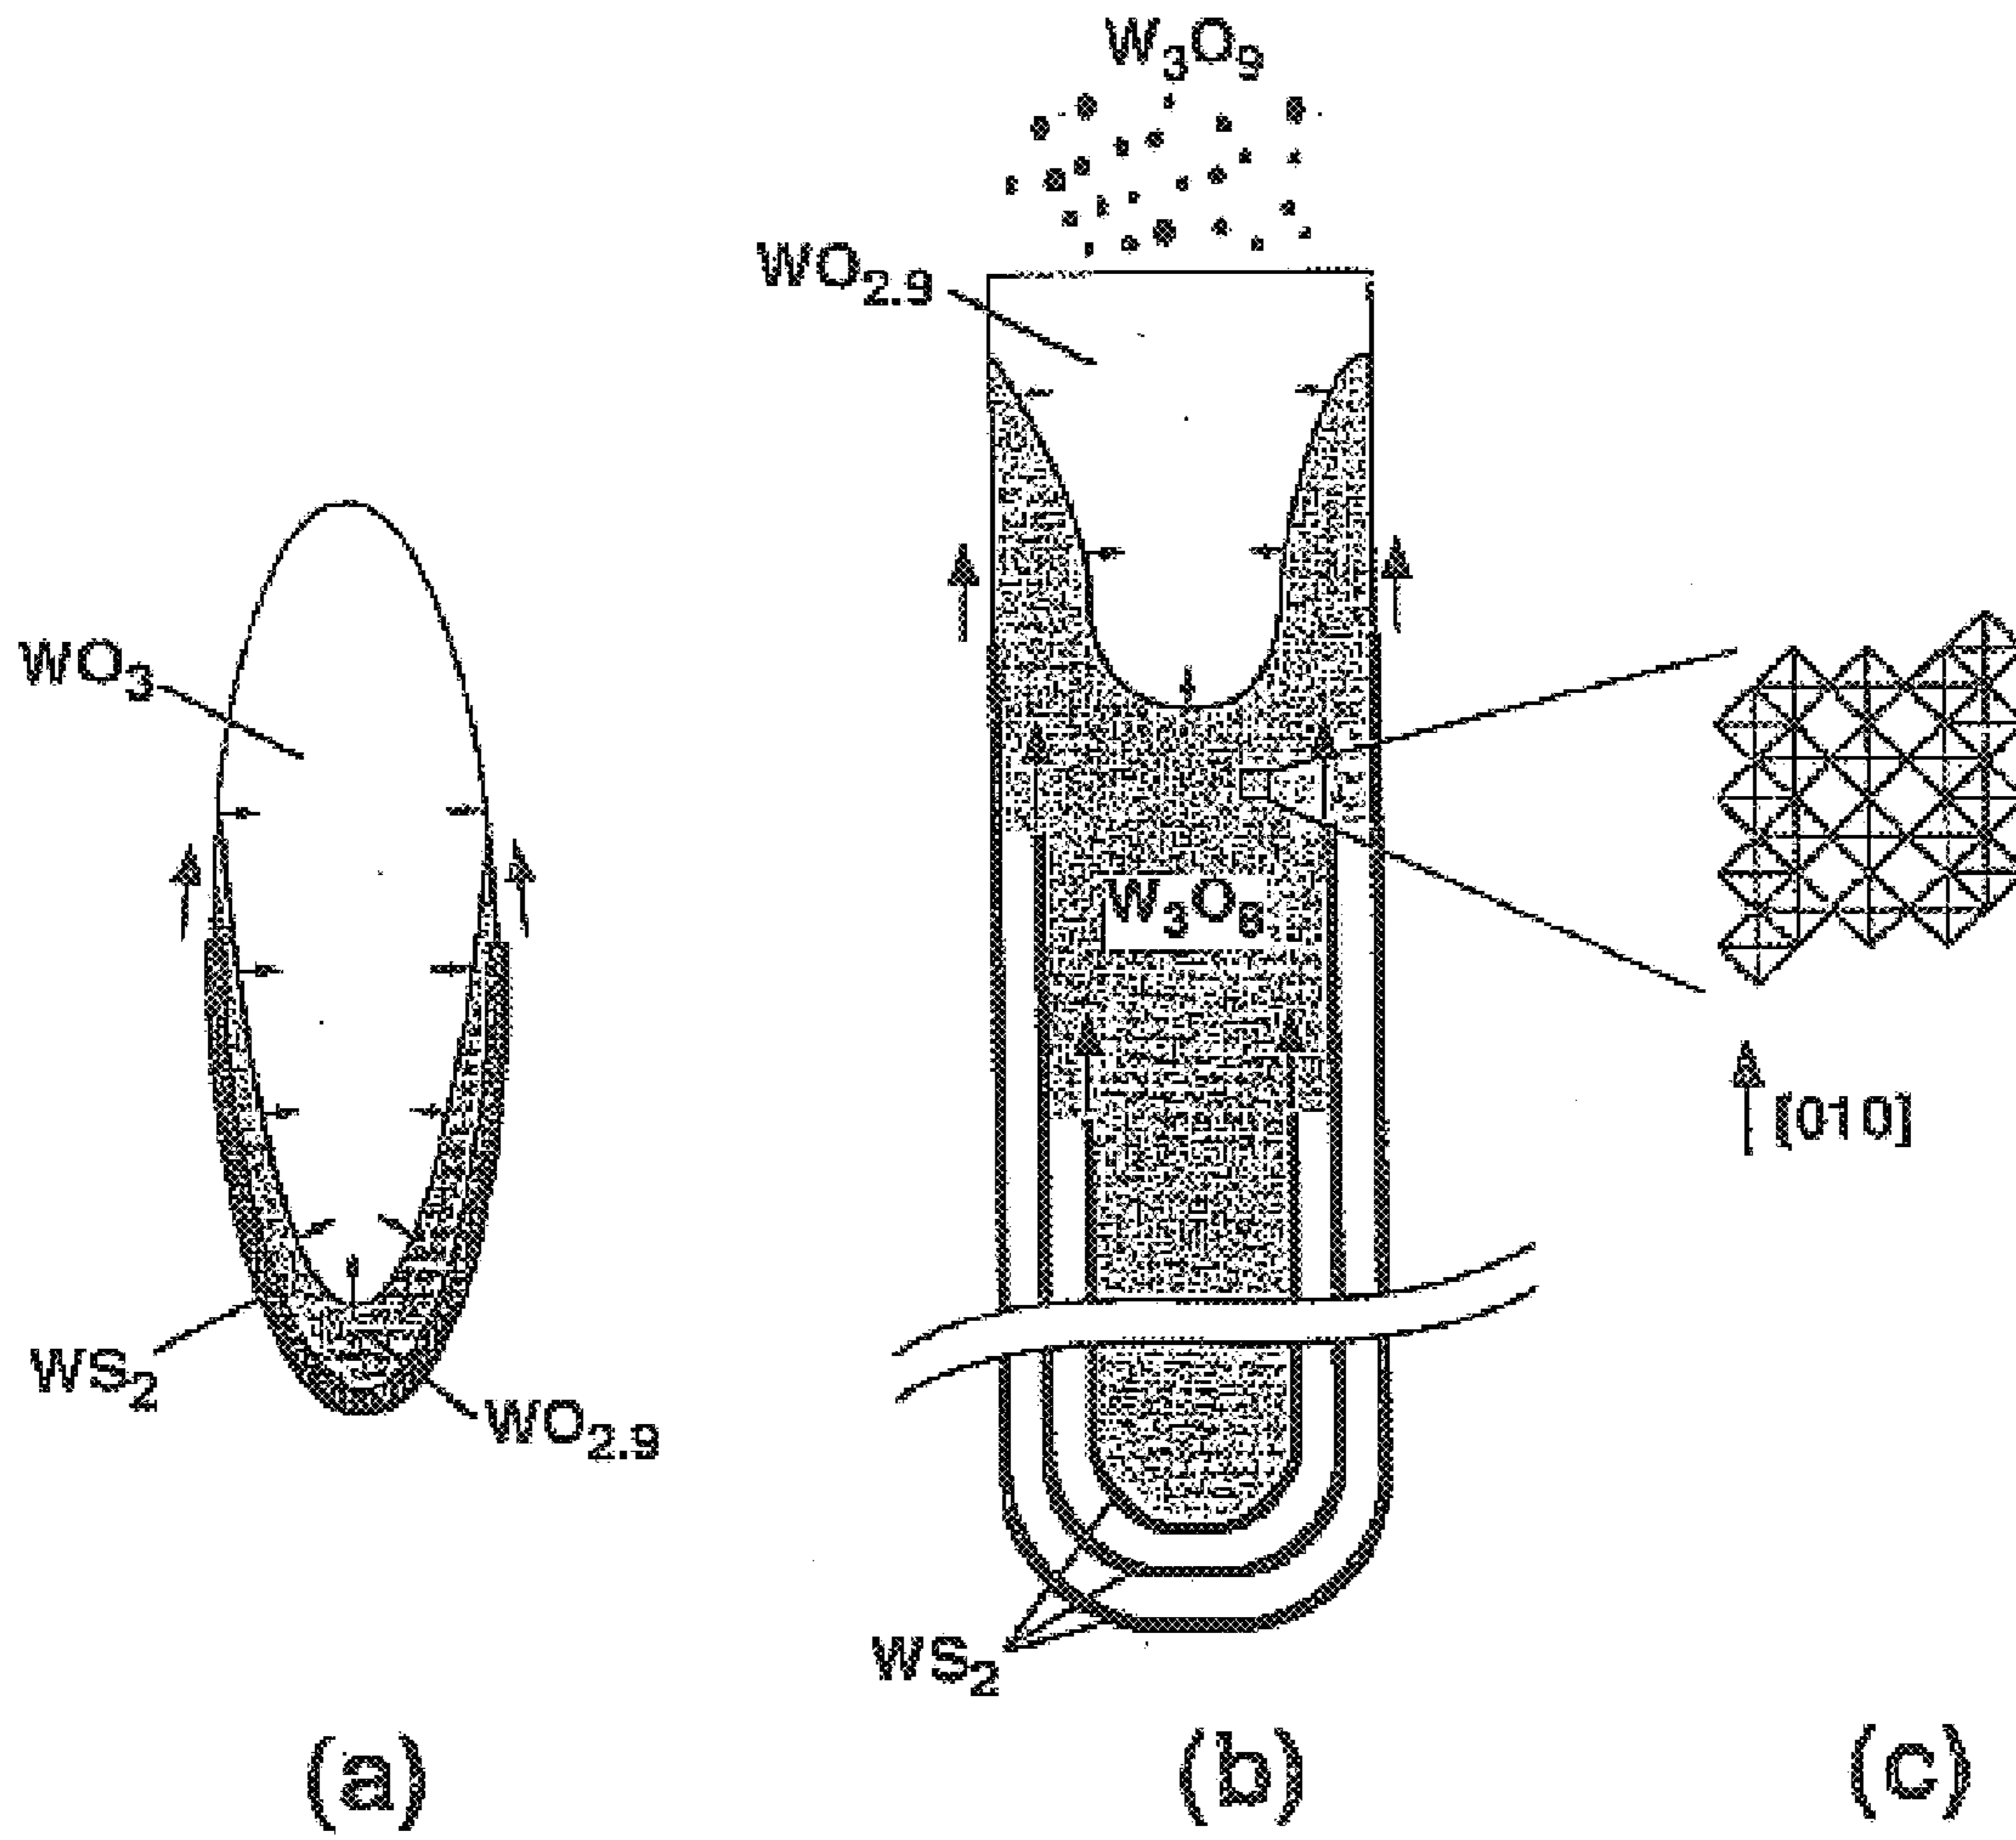 W₃O₉
WO₂.₉
WO₃
W₃O₈
[010]
WS₂
WO₂.₉
WS₂
(a)
(b)
(c)